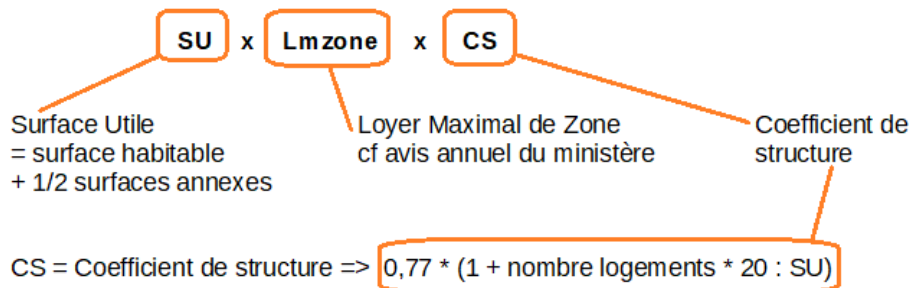 SU x Lmzone x CS
Surface Utile
= surface habitable
+ 1/2 surfaces annexes
Loyer Maximal de Zone
cf avis annuel du ministère
Coefficient de
structure
CS = Coefficient de structure => 0,77 * (1 + nombre logements * 20 : SU)